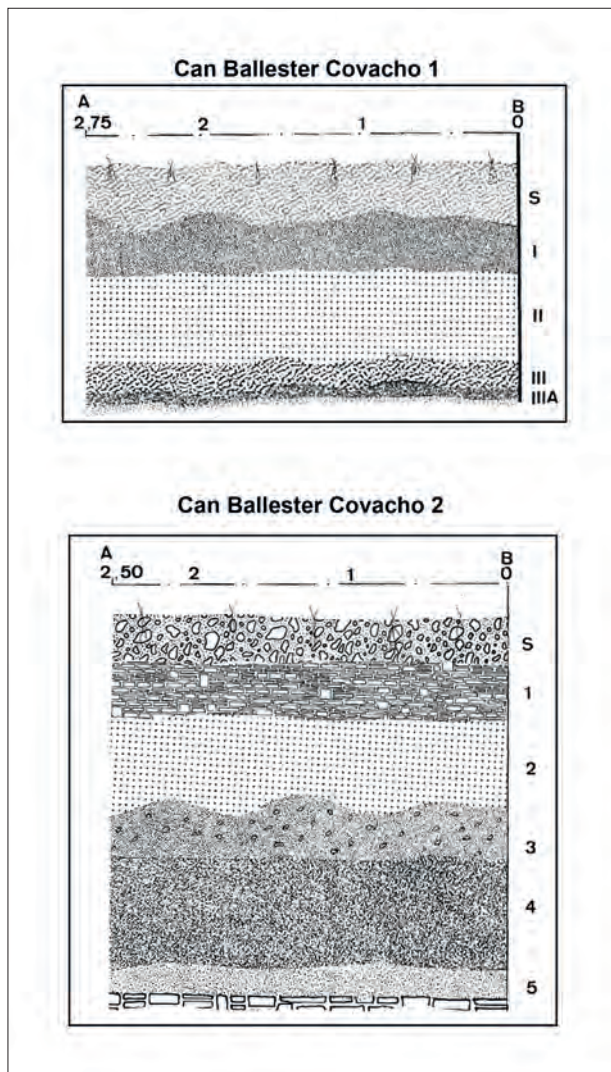 Can Ballester Covacho 1
A B
2,75 2 1 0
S
I
II
III
IIIA
Can Ballester Covacho 2
A B
2,50 2 1 0
S
1
2
3
4
5